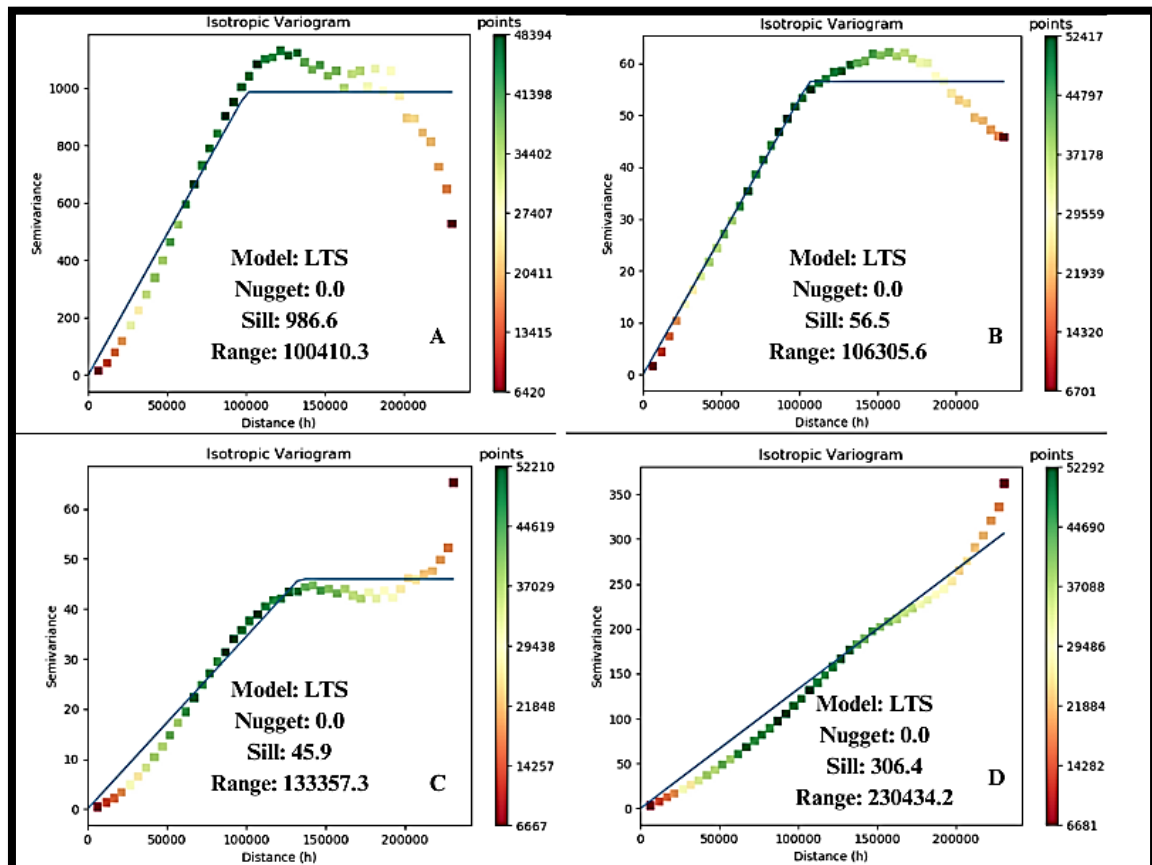 Isotropic Variogram
points
1000
800
600
400
200
0
Semivariance
0 50000 100000 150000 200000
Distance (h)
48394
41398
34402
27407
20411
13415
6420
Model: LTS
Nugget: 0.0
Sill: 986.6
Range: 100410.3
A
Isotropic Variogram
points
60
50
40
30
20
10
0
Semivariance
0 50000 100000 150000 200000
Distance (h)
52417
44797
37178
29559
21939
14320
6701
Model: LTS
Nugget: 0.0
Sill: 56.5
Range: 106305.6
B
Isotropic Variogram
points
60
50
40
30
20
10
0
Semivariance
0 50000 100000 150000 200000
Distance (h)
52210
44619
37029
29438
21848
14257
6667
Model: LTS
Nugget: 0.0
Sill: 45.9
Range: 133357.3
C
Isotropic Variogram
points
350
300
250
200
150
100
50
0
Semivariance
0 50000 100000 150000 200000
Distance (h)
52292
44690
37088
29486
21884
14282
6681
Model: LTS
Nugget: 0.0
Sill: 306.4
Range: 230434.2
D